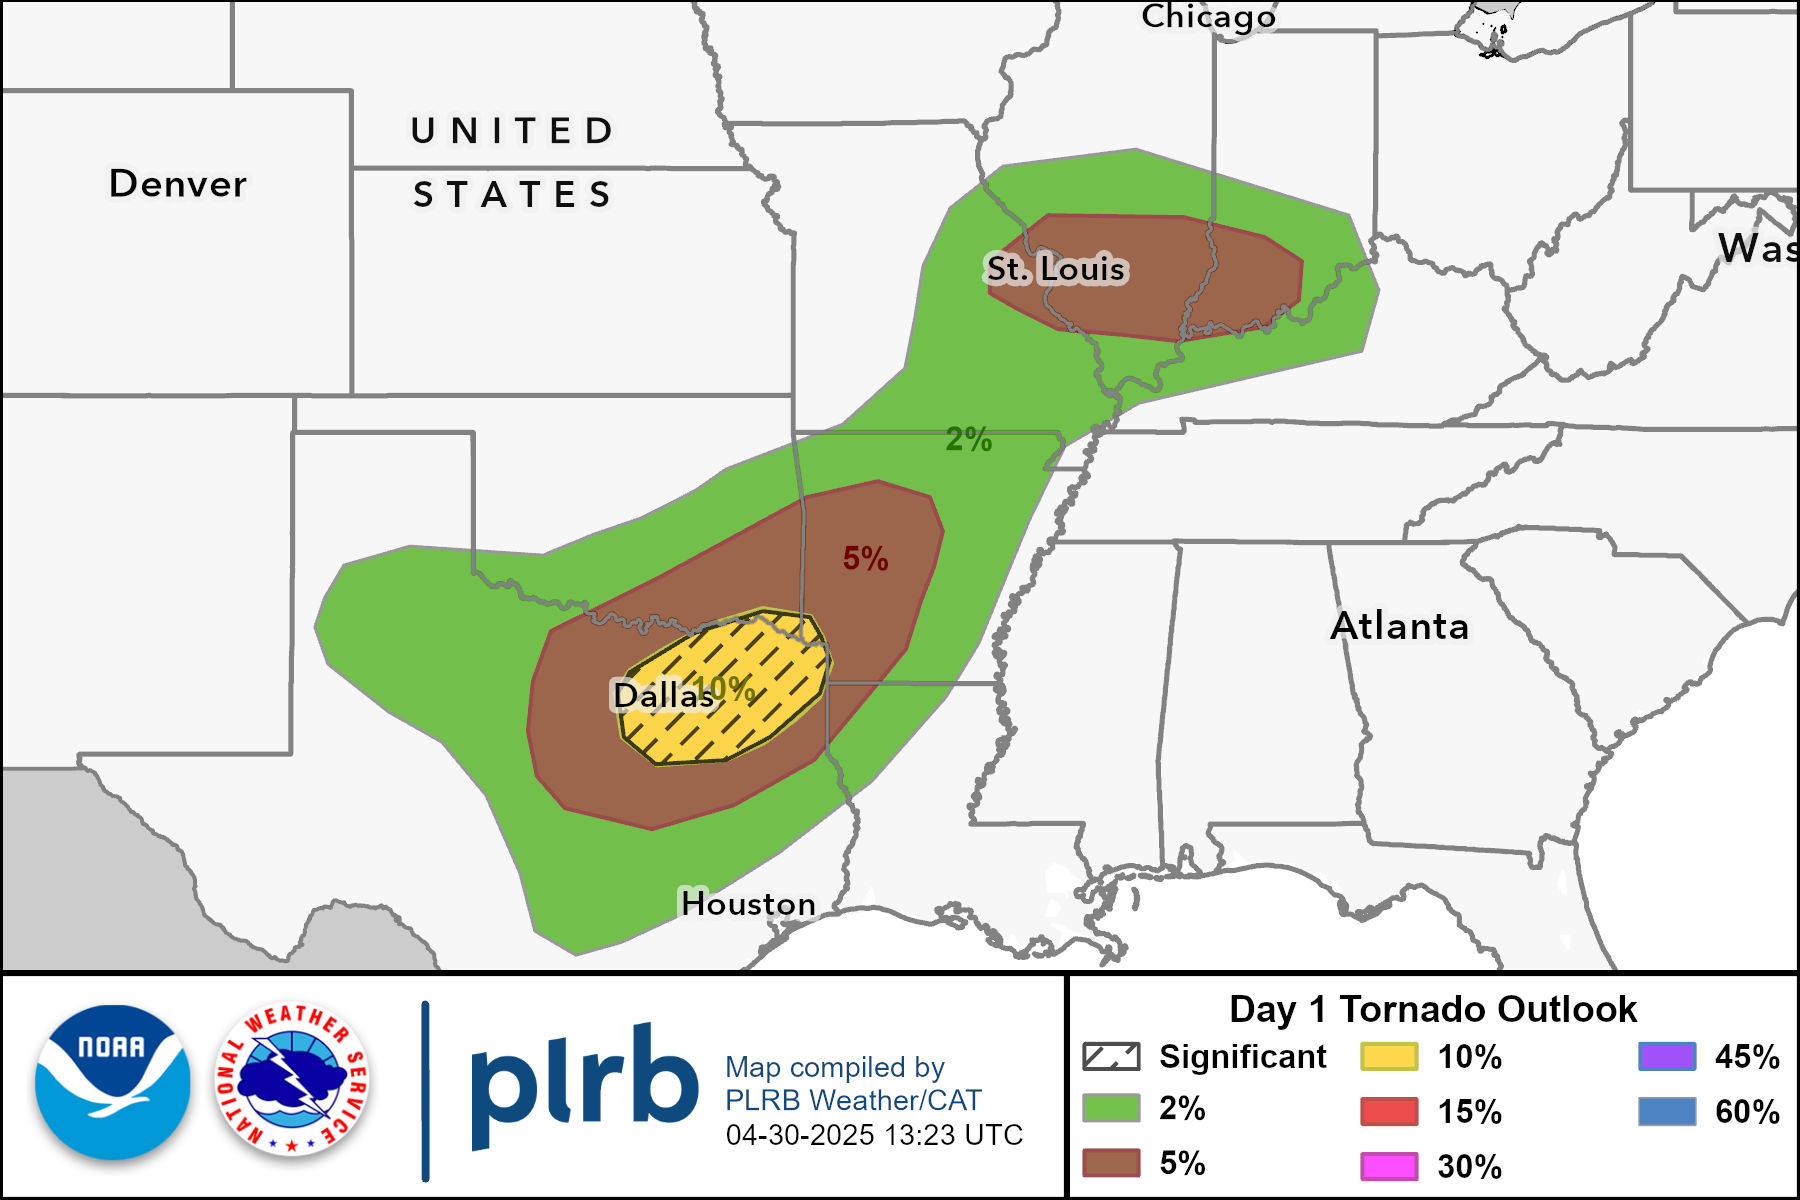 Chicago
UNITED
STATES
Denver
Was
St. Louis
2%
5%
Atlanta
Dallas
10%
Houston
NOAA
NATIONAL WEATHER SERVICE
plrb
Map compiled by
PLRB Weather/CAT
04-30-2025 13:23 UTC
Day 1 Tornado Outlook
Significant
2%
5%
10%
15%
30%
45%
60%